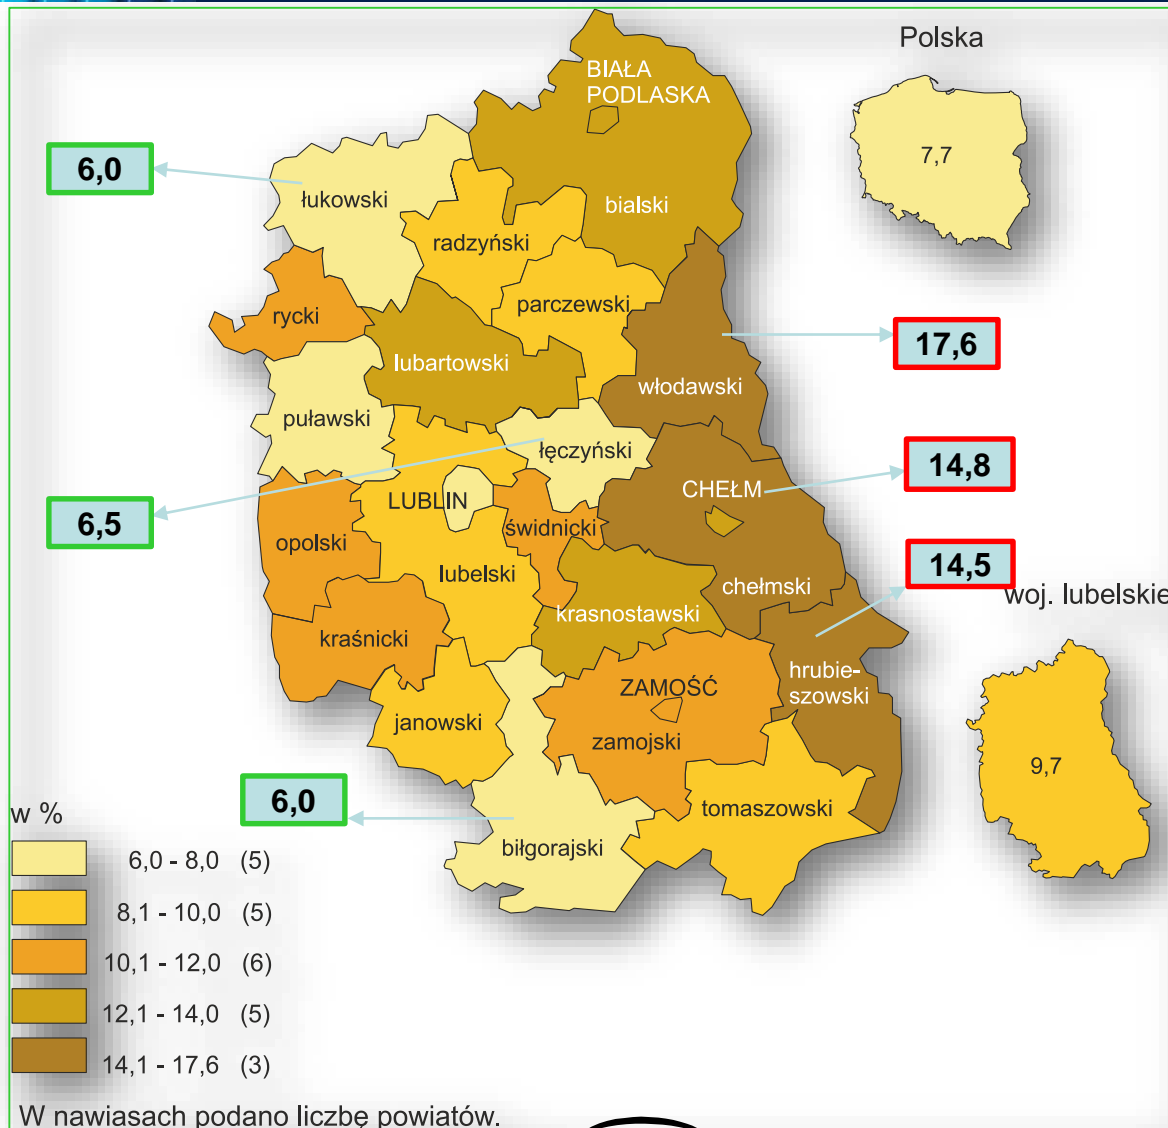 Polska
BIAŁA
PODLASKA
6,0
7,7
łukowski
bialski
radzyński
parczewski
rycki
17,6
lubartowski
włodawski
puławski
łęczyński
14,8
CHEŁM
LUBLIN
6,5
świdnicki
opolski
14,5
lubelski
chełmski
woj. lubelskie
krasnostawski
kraśnicki
hrubie-
szowski
ZAMOŚĆ
janowski
zamojski
9,7
6,0
tomaszowski
w %
biłgorajski
6,0 - 8,0 (5)
8,1 - 10,0 (5)
10,1 - 12,0 (6)
12,1 - 14,0 (5)
14,1 - 17,6 (3)
W nawiasach podano liczbę powiatów.